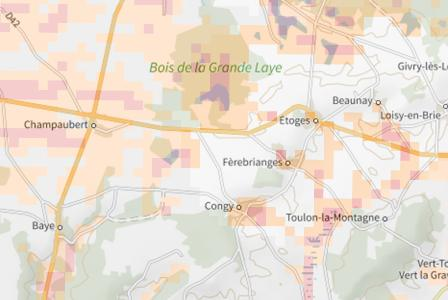 D42
Bois de la Grande Laye
Givry-lès-Lo
Beaunay
Loisy-en-Brie
Étoges
Champaubert
Fèrebrianges
Congy
Toulon-la-Montagne
Baye
Vert-To
Vert la Grav